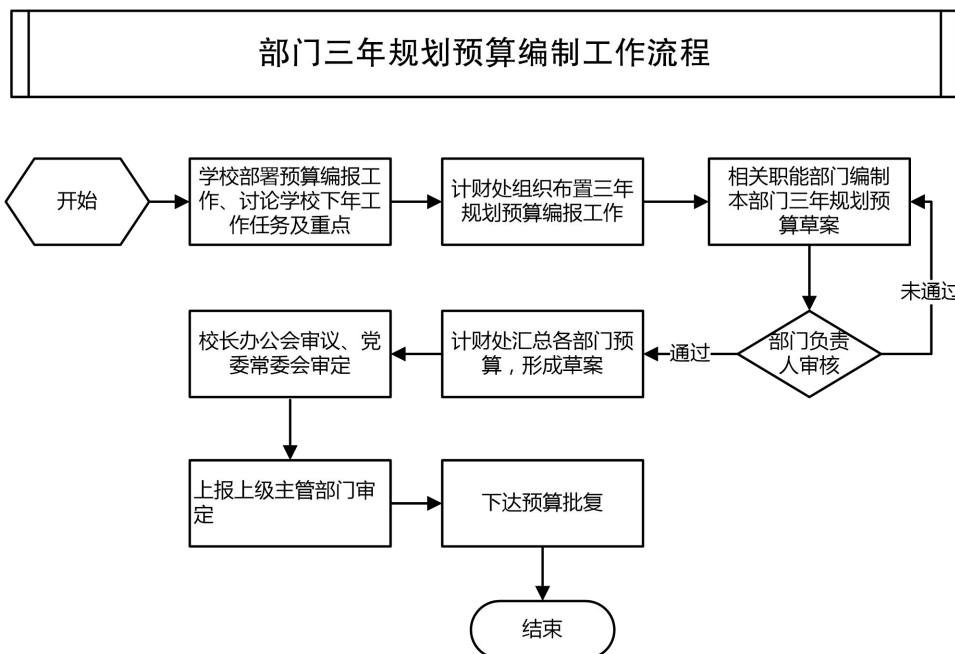 部门三年规划预算编制工作流程
开始
学校部署预算编报工
作、讨论学校下年工
作任务及重点
计财处组织布置三年
规划预算编报工作
相关职能部门编制
本部门三年规划预
算草案
未通过
部门负责
人审核
通过
计财处汇总各部门预
算，形成草案
校长办公会审议、党
委常委会审定
上报上级主管部门审
定
下达预算批复
结束